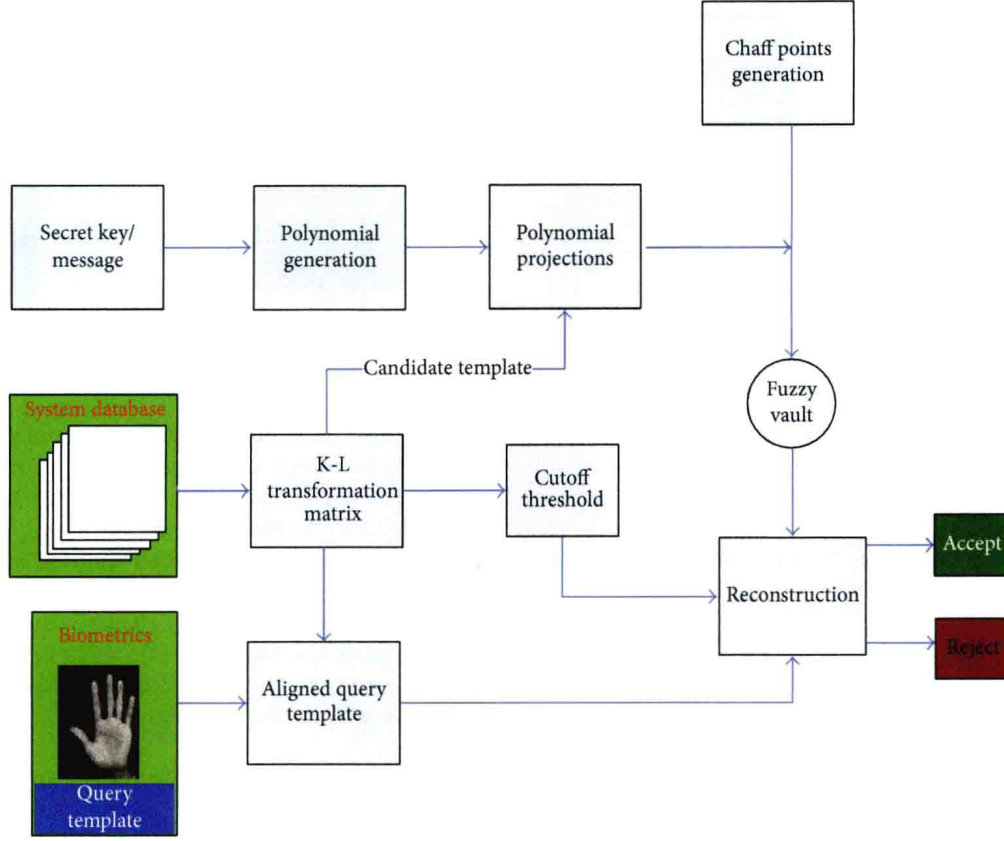 Chaff points
generation
Secret key/
message
Polynomial
generation
Polynomial
projections
Candidate template
System database
K-L
transformation
matrix
Cutoff
threshold
Fuzzy
vault
Accept
Reconstruction
Reject
Biometrics
Aligned query
template
Query
template